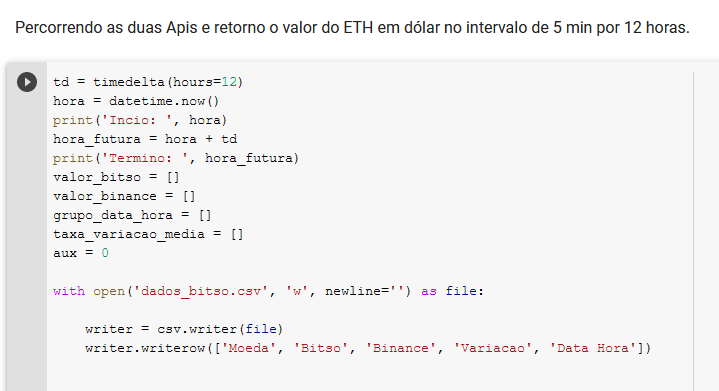 Percorrendo as duas Apis e retorno o valor do ETH em dólar no intervalo de 5 min por 12 horas.
td = timedelta(hours=12)
hora = datetime.now()
print('Incio: ', hora)
hora_futura = hora + td
print('Termino: ', hora_futura)
valor_bitso = []
valor_binance = []
grupo_data_hora = []
taxa_variacao_media = []
aux = 0
with open('dados_bitso.csv', 'w', newline='') as file:
writer = csv.writer(file)
writer.writerow(['Moeda', 'Bitso', 'Binance', 'Variacao', 'Data Hora'])